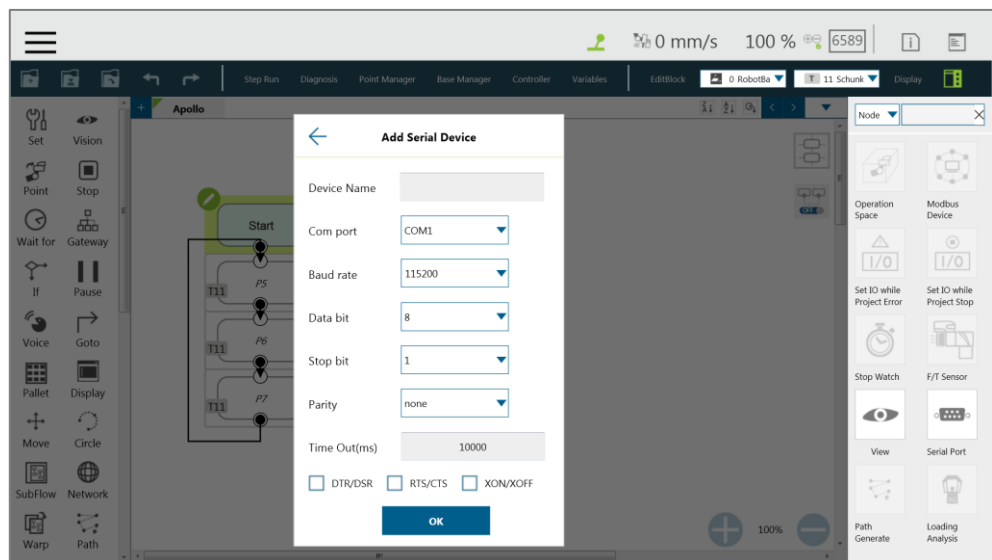 0 mm/s 100 % 6589
Step Run Diagnosis Point Manager Base Manager Controller Variables EditBlock 0 RobotBa T 11 Schunk Display
+ Apollo
Set Vision
Point Stop
Wait for Gateway
If Pause
Voice Goto
Pallet Display
Move Circle
SubFlow Network
Warp Path
Start
P5
T11
P6
T11
P7
T11
Add Serial Device
Device Name
Com port COM1
Baud rate 115200
Data bit 8
Stop bit 1
Parity none
Time Out(ms) 10000
DTR/DSR RTS/CTS XON/XOFF
OK
OFF
100%
Node
Operation Space
Modbus Device
I/O
Set IO while Project Error
I/O
Set IO while Project Stop
Stop Watch
F/T Sensor
View
Serial Port
Path Generate
Loading Analysis